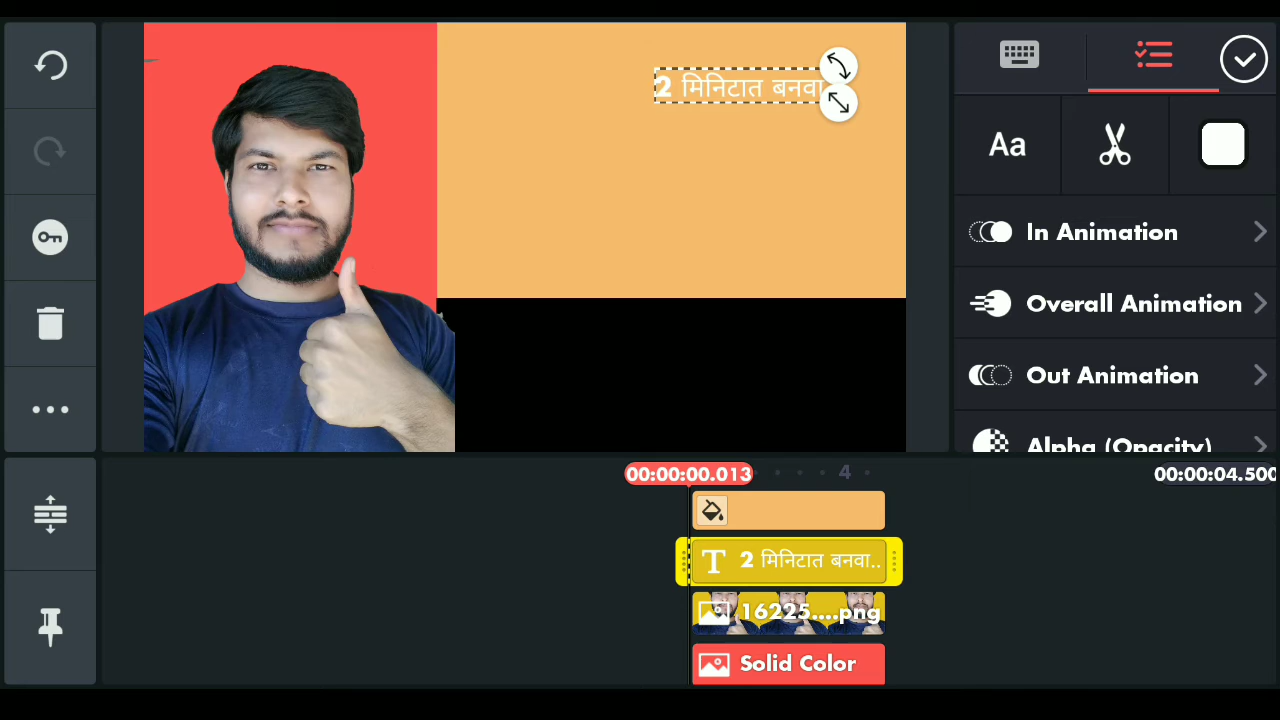 2 मिनिटात बनवा
Aa
In Animation
Overall Animation
Out Animation
Alpha (Opacity)
00:00:00.013
4
00:00:04.500
2 मिनिटात बनवा..
T
16225....png
Solid Color